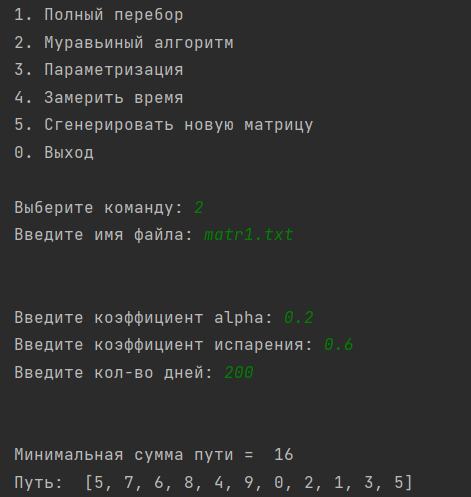 1. Полный перебор
2. Муравьиный алгоритм
3. Параметризация
4. Замерить время
5. Сгенерировать новую матрицу
0. Выход
Выберите команду: 2
Введите имя файла: matr1.txt
Введите коэффициент alpha: 0.2
Введите коэффициент испарения: 0.6
Введите кол-во дней: 200
Минимальная сумма пути =  16
Путь:  [5, 7, 6, 8, 4, 9, 0, 2, 1, 3, 5]